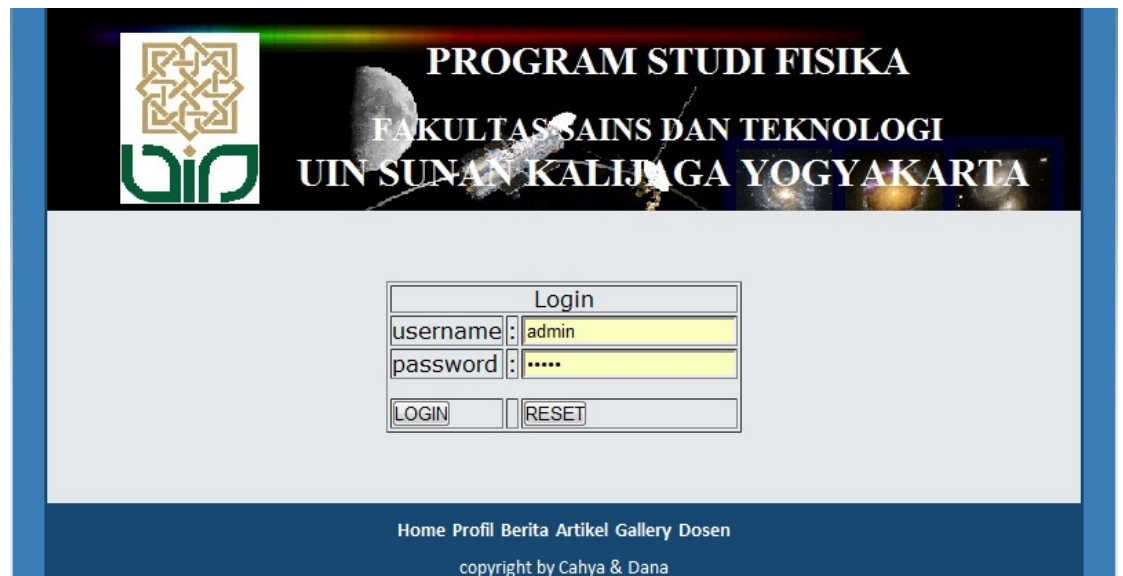 PROGRAM STUDI FISIKA
FAKULTAS SAINS DAN TEKNOLOGI
UIN SUNAN KALIJAGA YOGYAKARTA
uin
Login
username : admin
password : •••••
LOGIN RESET
Home Profil Berita Artikel Gallery Dosen
copyright by Cahya & Dana